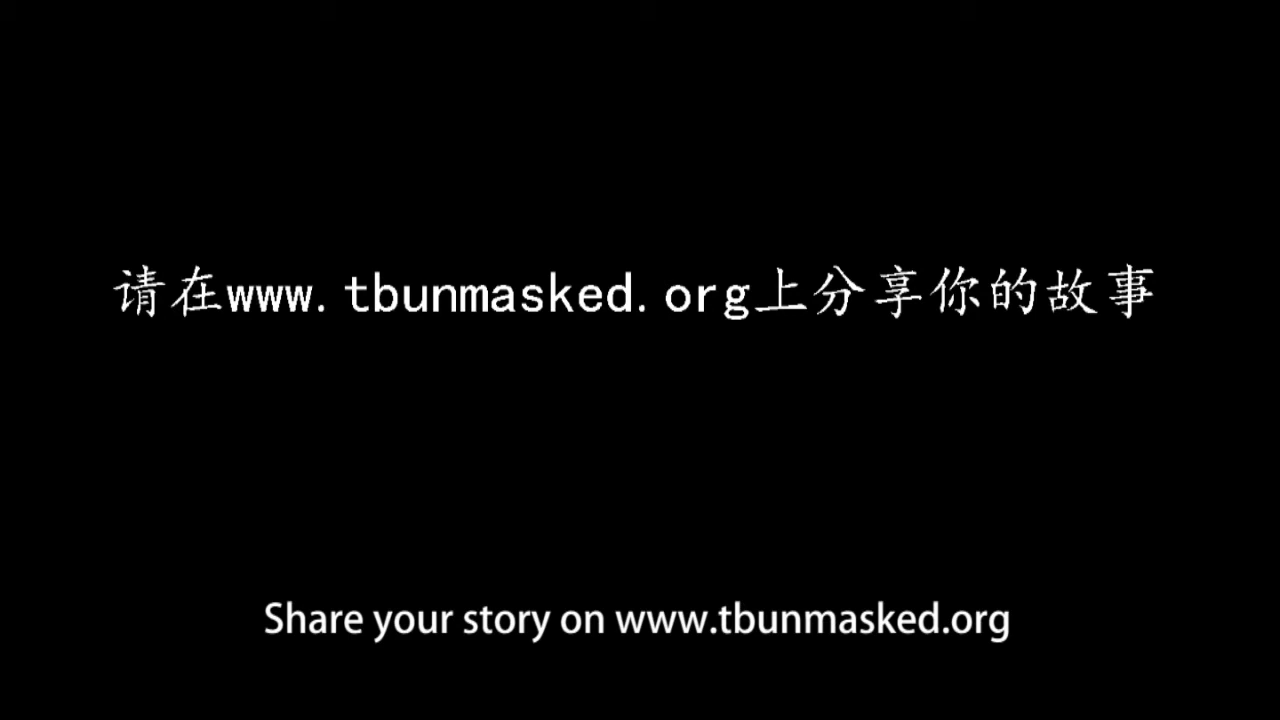 请在www.tbunmasked.org上分享你的故事
Share your story on www.tbunmasked.org